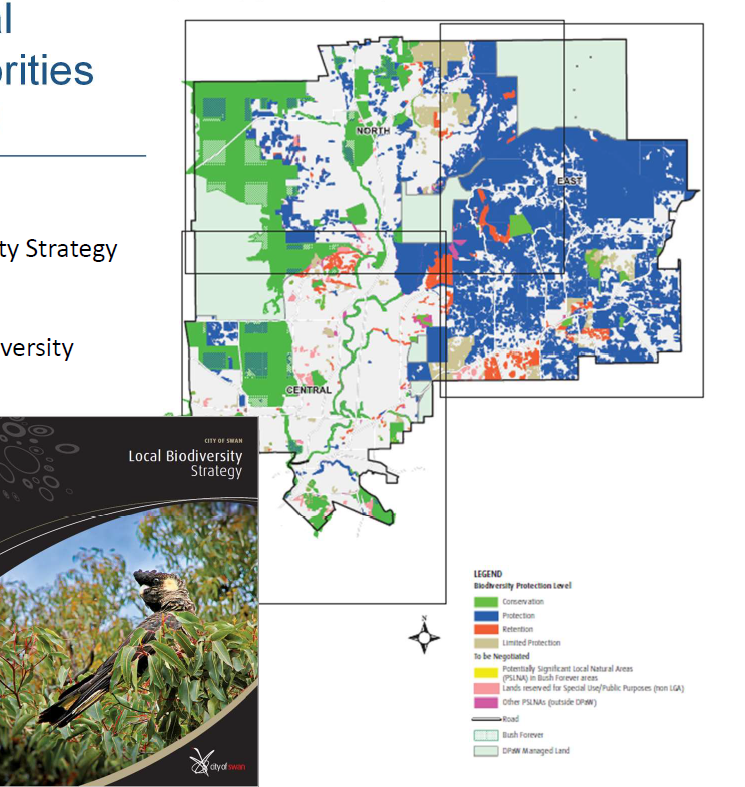 al
orities
ty Strategy
versity
NORTH
EAST
CENTRAL
CITY OF SWAN
Local Biodiversity
Strategy
city of swan
N
LEGEND
Biodiversity Protection Level
Conservation
Protection
Retention
Limited Protection
To be Negotiated
Potentially Significant Local Natural Areas
(PSLNA) in Bush Forever areas
Lands reserved for Special Use/Public Purposes (non LGA)
Other PSLNAs (outside DPaW)
Road
Bush Forever
DPaW Managed Land